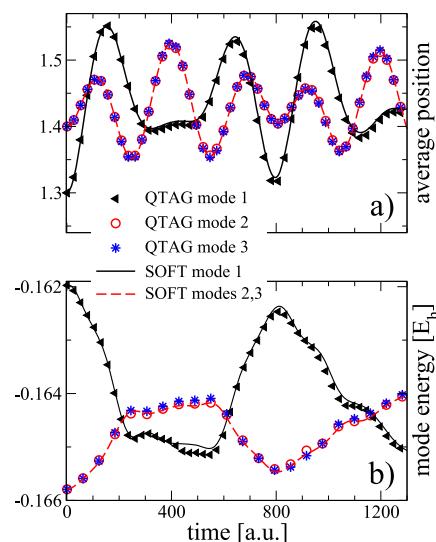 1.5
1.4
1.3
average position
a)
QTAG mode 1
QTAG mode 2
QTAG mode 3
SOFT mode 1
SOFT modes 2,3
-0.162
-0.164
-0.166
mode energy [E_h]
b)
0 400 800 1200
time [a.u.]